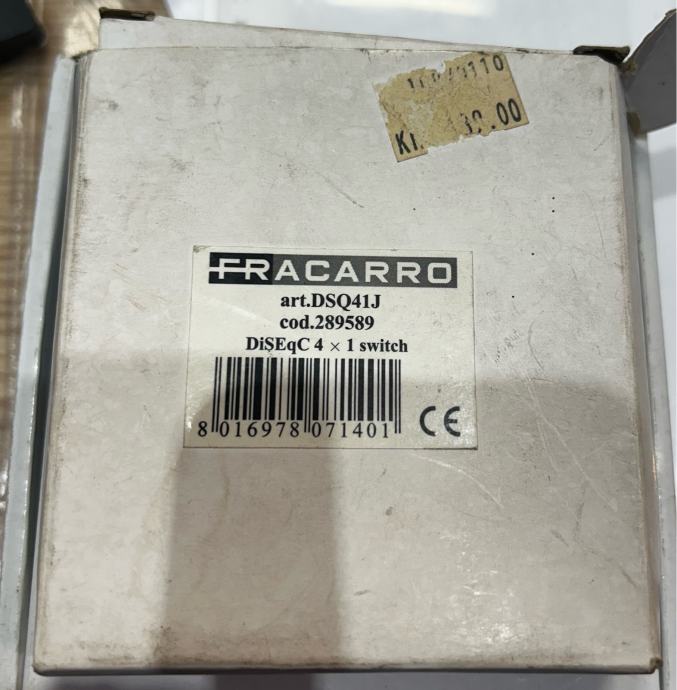 FRACARRO
art.DSQ41J
cod.289589
DiSEqC 4 × 1 switch
8 016978 071401
CE